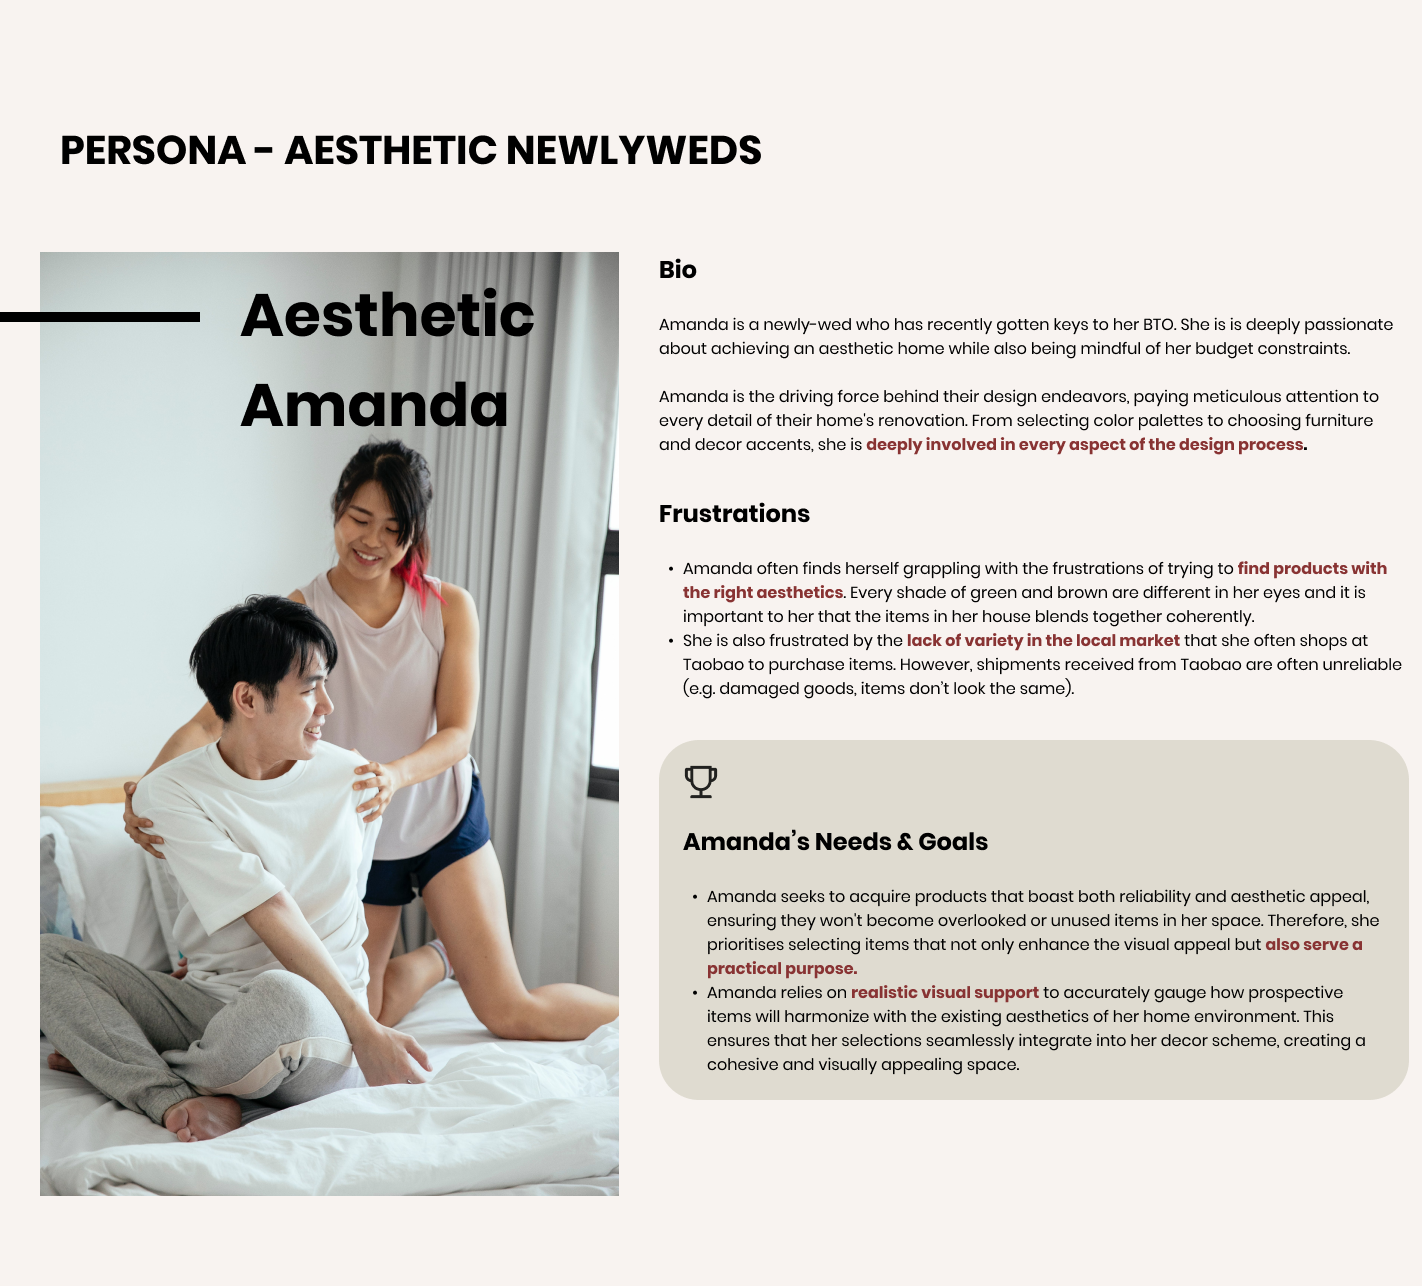 PERSONA - AESTHETIC NEWLYWEDS
Aesthetic
Amanda
Bio
Amanda is a newly-wed who has recently gotten keys to her BTO. She is is deeply passionate
about achieving an aesthetic home while also being mindful of her budget constraints.
Amanda is the driving force behind their design endeavors, paying meticulous attention to
every detail of their home's renovation. From selecting color palettes to choosing furniture
and decor accents, she is deeply involved in every aspect of the design process.
Frustrations
• Amanda often finds herself grappling with the frustrations of trying to find products with
the right aesthetics. Every shade of green and brown are different in her eyes and it is
important to her that the items in her house blends together coherently.
• She is also frustrated by the lack of variety in the local market that she often shops at
Taobao to purchase items. However, shipments received from Taobao are often unreliable
(e.g. damaged goods, items don’t look the same).
Amanda’s Needs & Goals
• Amanda seeks to acquire products that boast both reliability and aesthetic appeal,
ensuring they won't become overlooked or unused items in her space. Therefore, she
prioritises selecting items that not only enhance the visual appeal but also serve a
practical purpose.
• Amanda relies on realistic visual support to accurately gauge how prospective
items will harmonize with the existing aesthetics of her home environment. This
ensures that her selections seamlessly integrate into her decor scheme, creating a
cohesive and visually appealing space.